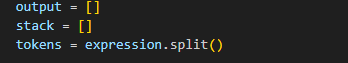 output = []
stack = []
tokens = expression.split()